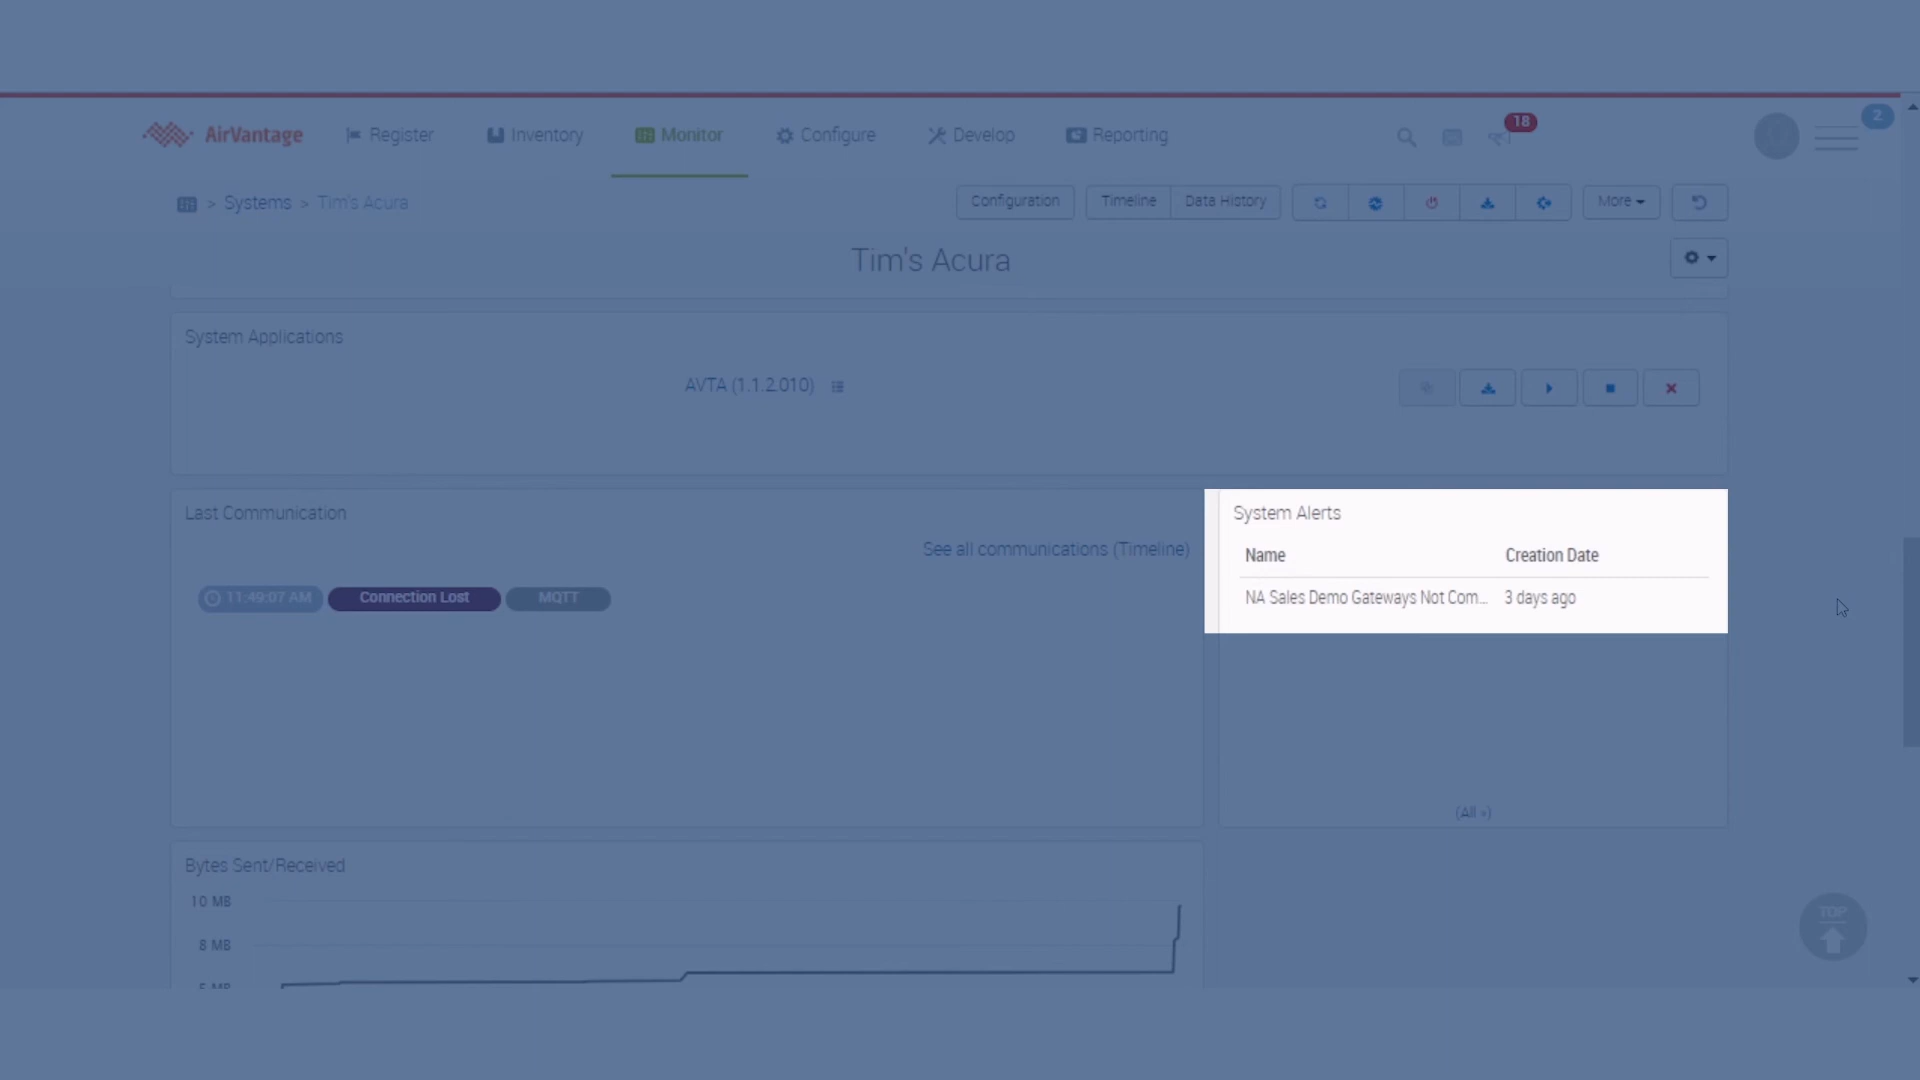 AirVantage Register Inventory Monitor Configure Develop Reporting 18 2
> Systems > Tim's Acura Configuration Timeline Data History More
Tim's Acura
System Applications
AVTA (1.1.2.010)
Last Communication
See all communications (Timeline)
11:49:07 AM Connection Lost MQTT
System Alerts
Name Creation Date
NA Sales Demo Gateways Not Com... 3 days ago
(All »)
Bytes Sent/Received
10 MB
8 MB
TOP